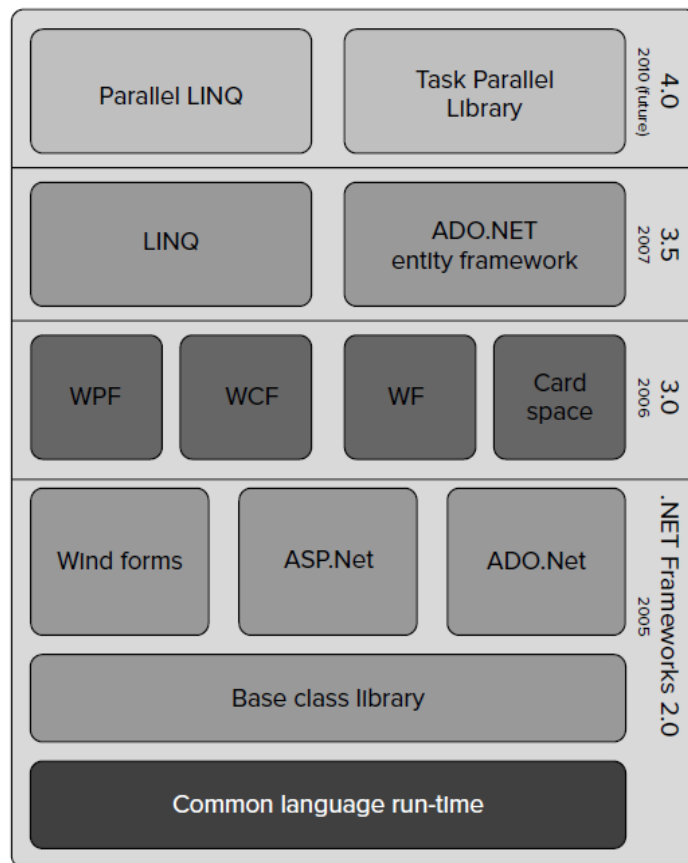 Parallel LINQ
Task Parallel
Library
4.0
2010 (future)
LINQ
ADO.NET
entity framework
3.5
2007
WPF
WCF
WF
Card
space
3.0
2006
Wind forms
ASP.Net
ADO.Net
.NET Frameworks 2.0
2005
Base class library
Common language run-time